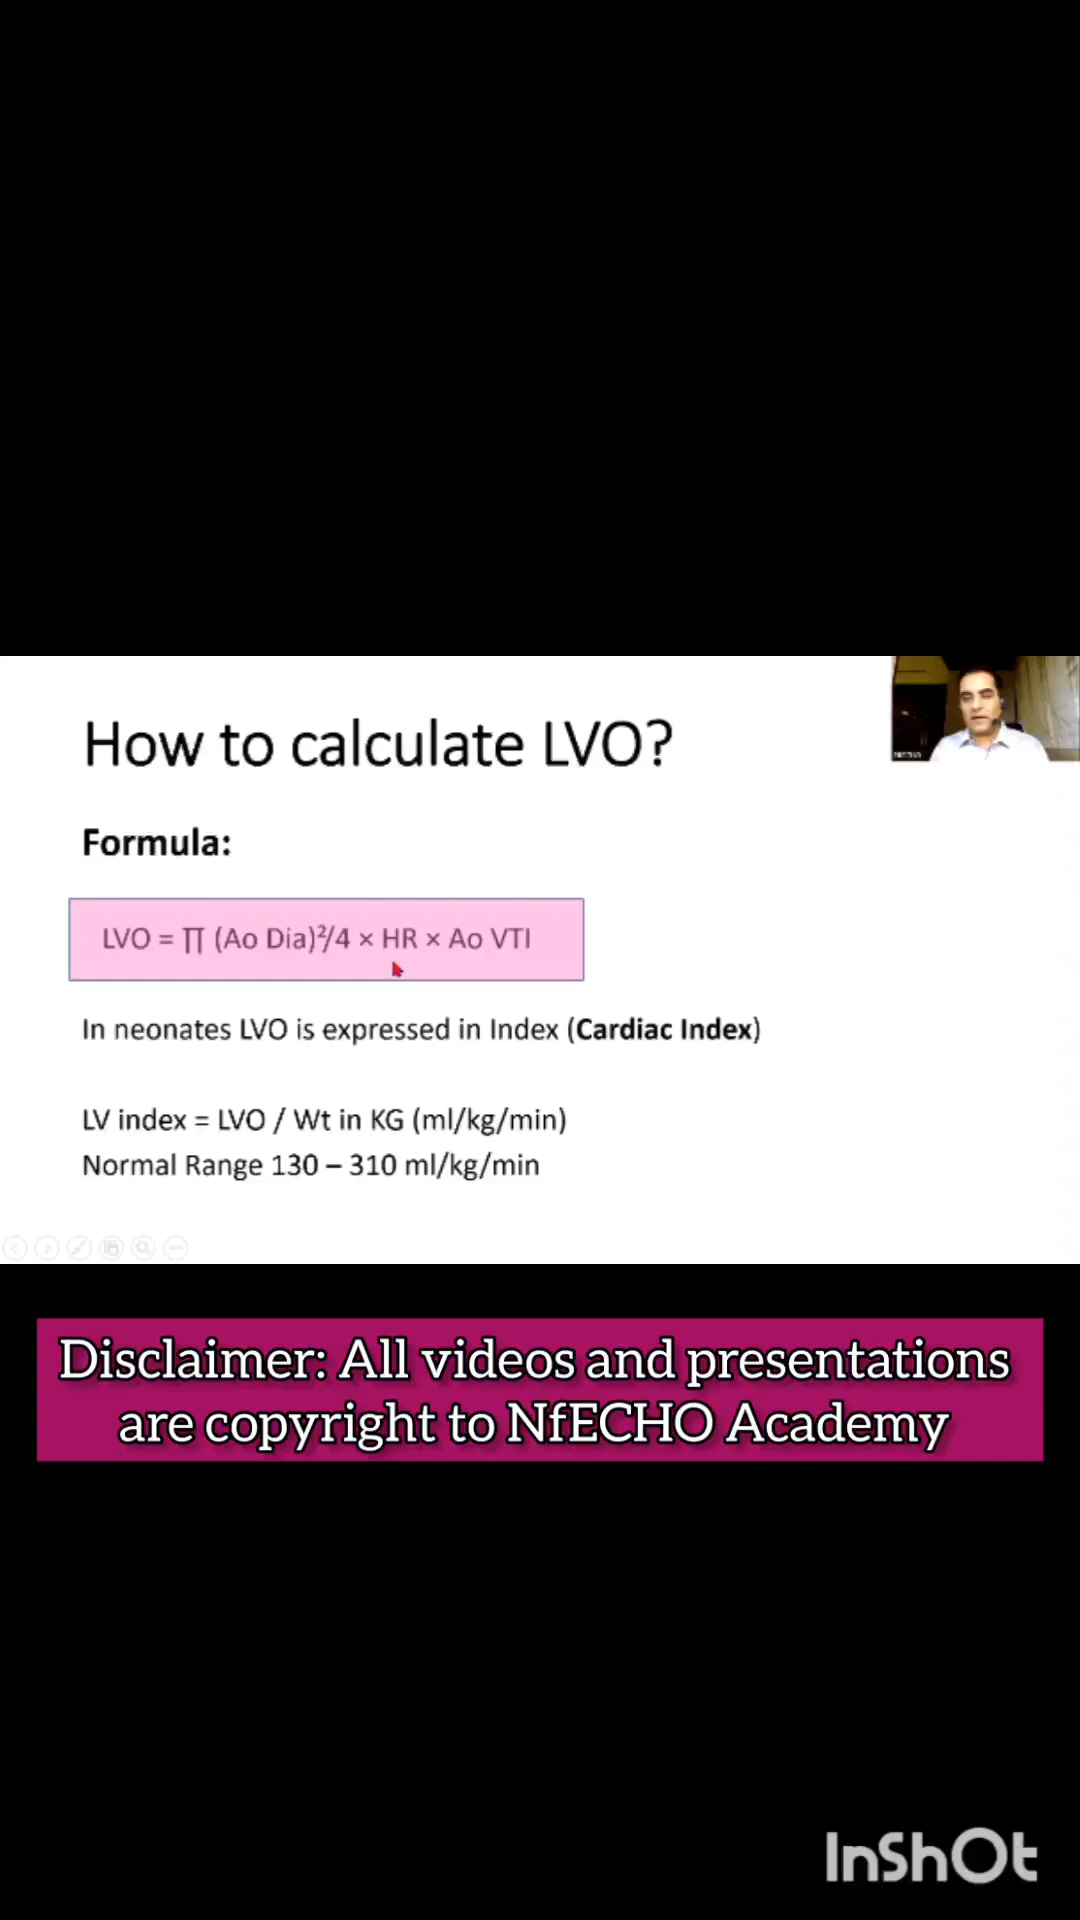 How to calculate LVO?
Formula:
LVO = ∏ (Ao Dia)²/4 × HR × Ao VTI
In neonates LVO is expressed in Index (Cardiac Index)
LV index = LVO / Wt in KG (ml/kg/min)
Normal Range 130 – 310 ml/kg/min
Disclaimer: All videos and presentations
are copyright to NfECHO Academy
InShOt